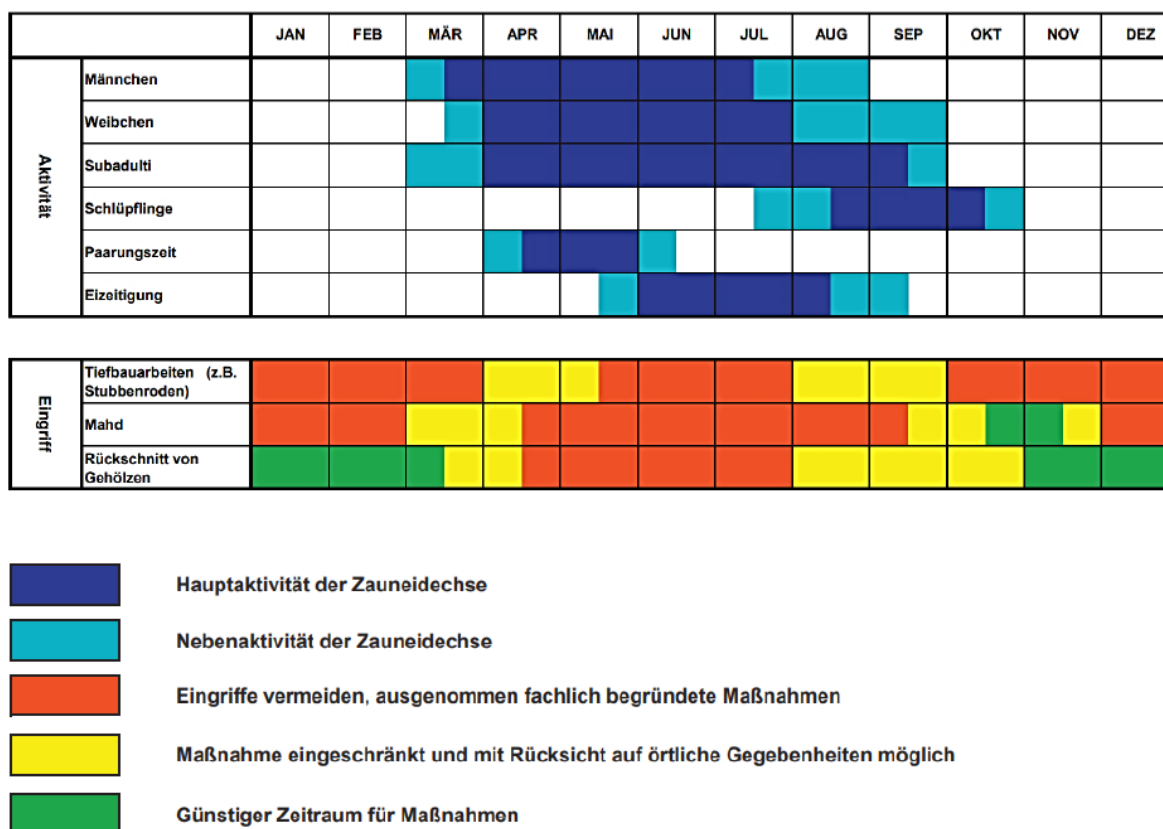 JAN FEB MÄR APR MAI JUN JUL AUG SEP OKT NOV DEZ
Aktivität
Männchen
Weibchen
Subadulti
Schlüpflinge
Paarungszeit
Eizeitigung
Eingriff
Tiefbauarbeiten (z.B.
Stubbenroden)
Mahd
Rückschnitt von
Gehölzen
Hauptaktivität der Zauneidechse
Nebenaktivität der Zauneidechse
Eingriffe vermeiden, ausgenommen fachlich begründete Maßnahmen
Maßnahme eingeschränkt und mit Rücksicht auf örtliche Gegebenheiten möglich
Günstiger Zeitraum für Maßnahmen